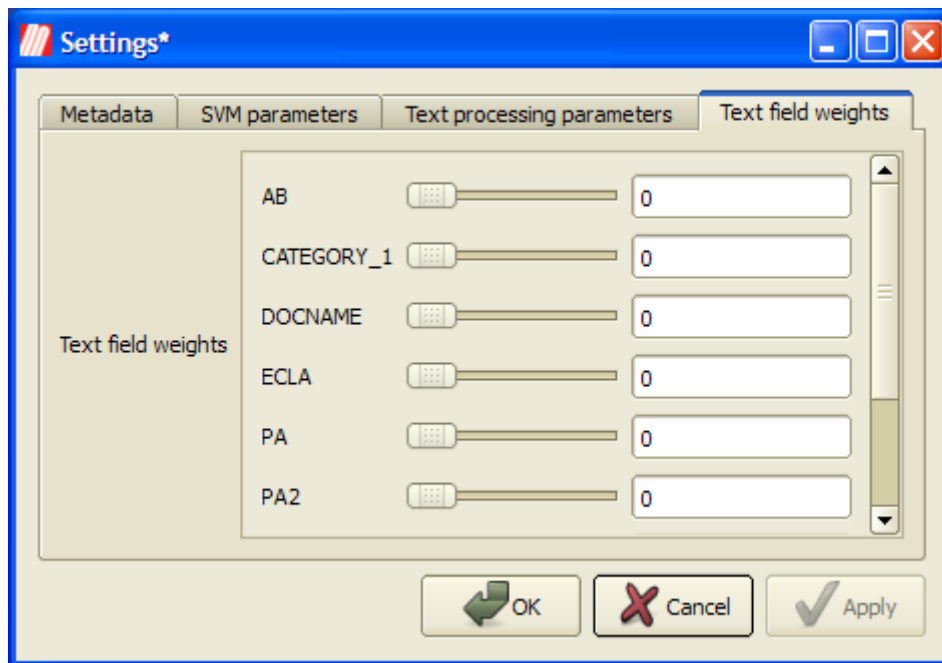 Settings*
Metadata SVM parameters Text processing parameters Text field weights
Text field weights
AB 0
CATEGORY_1 0
DOCNAME 0
ECLA 0
PA 0
PA2 0
OK Cancel Apply